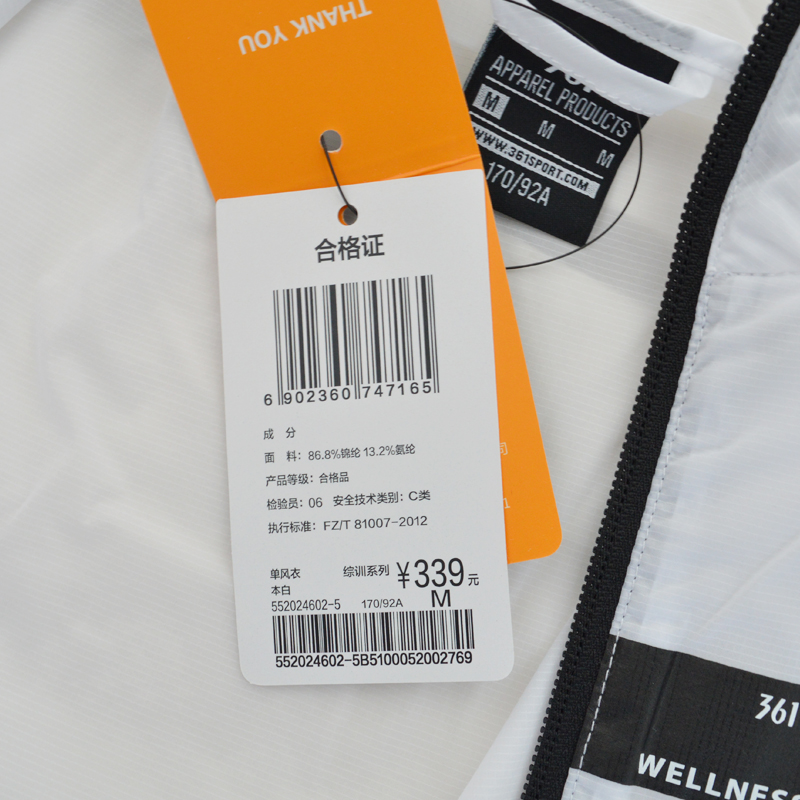 THANK YOU
APPAREL PRODUCTS
M
M
M
WWW.361SPORT.COM
170/92A
合格证
6 902360 747165
成 分
面 料: 86.8%锦纶 13.2%氨纶
产品等级: 合格品
检验员: 06 安全技术类别: C类
执行标准: FZ/T 81007-2012
单风衣 综训系列 ¥339元
本白
552024602-5 170/92A M
552024602-5B5100052002769
司
1
361
WELLNESS